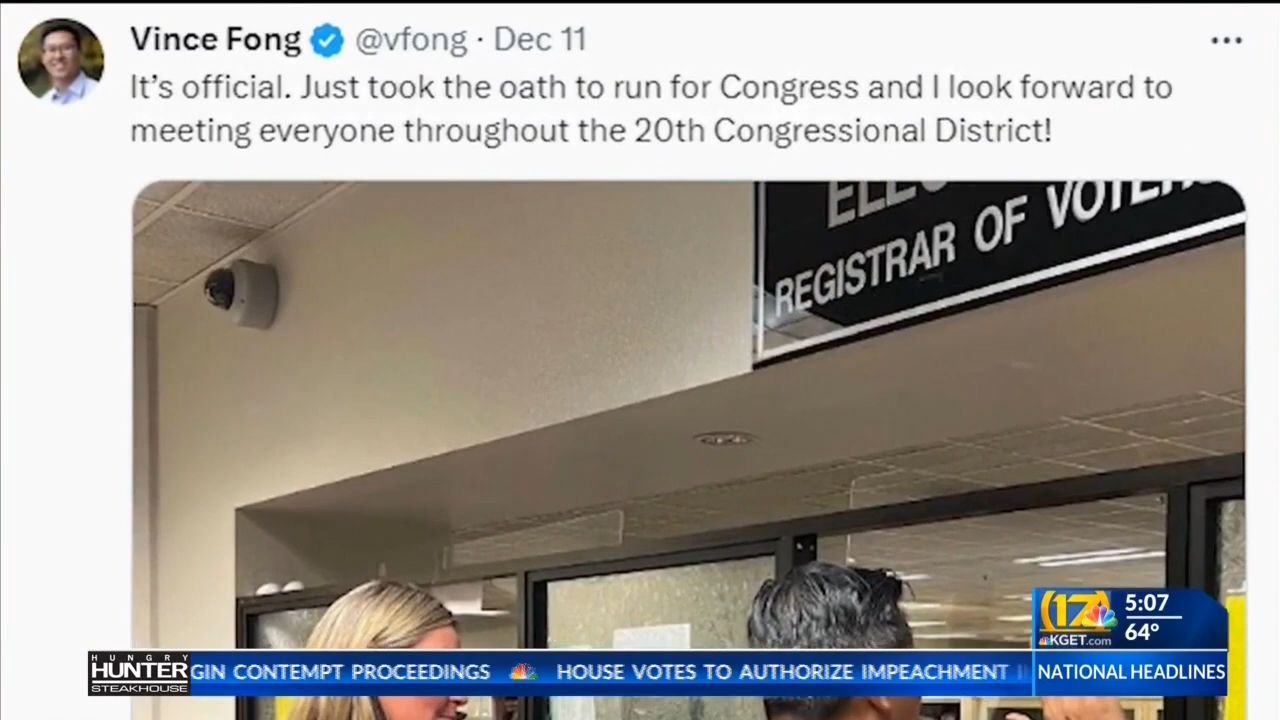 Vince Fong @vfong · Dec 11
It's official. Just took the oath to run for Congress and I look forward to
meeting everyone throughout the 20th Congressional District!
REGISTRAR OF VOTERS
17 5:07
KGET.com 64°
HUNGRY
HUNTER
STEAKHOUSE
GIN CONTEMPT PROCEEDINGS HOUSE VOTES TO AUTHORIZE IMPEACHMENT
NATIONAL HEADLINES